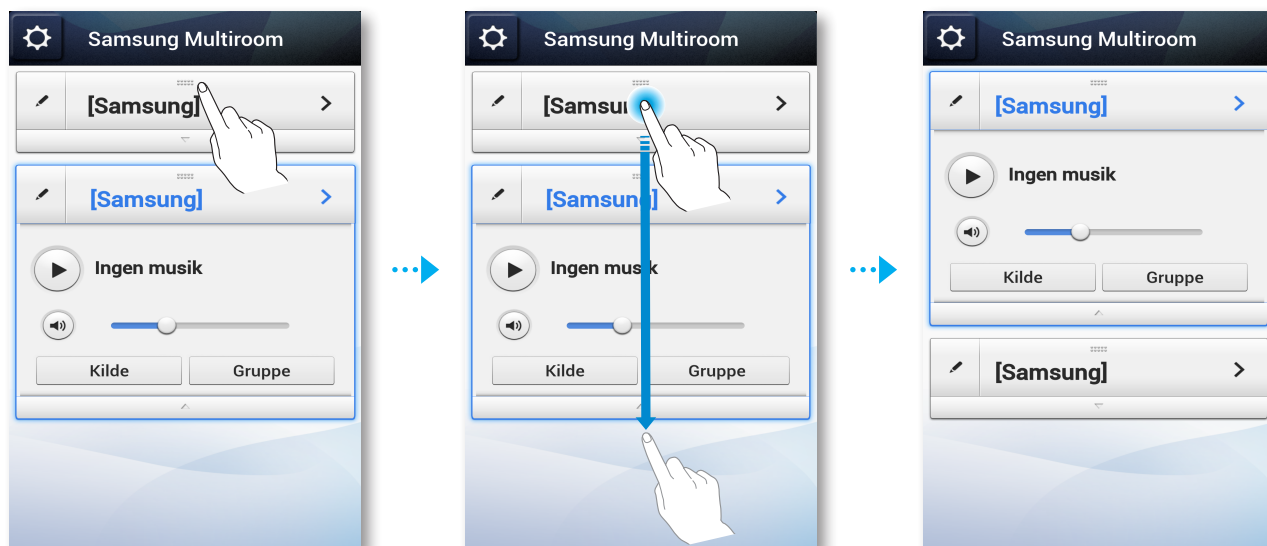 Samsung Multiroom
[Samsung]
[Samsung]
Ingen musik
Kilde
Gruppe
Samsung Multiroom
[Samsu
[Samsung]
Ingen musik
Kilde
Gruppe
Samsung Multiroom
[Samsung]
Ingen musik
Kilde
Gruppe
[Samsung]